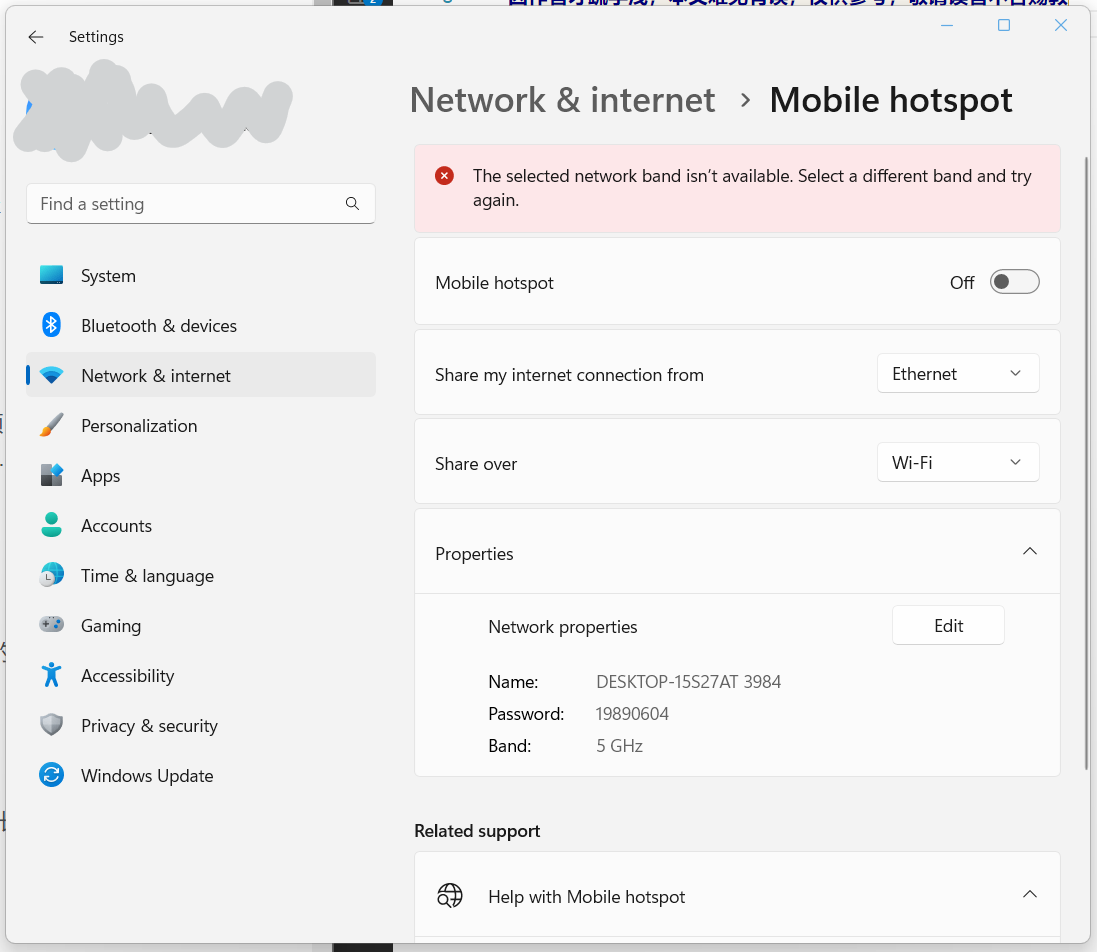 Settings
Network & internet › Mobile hotspot
The selected network band isn’t available. Select a different band and try
again.
Find a setting
Mobile hotspot
Off
System
Bluetooth & devices
Share my internet connection from
Ethernet
Network & internet
Personalization
Share over
Wi-Fi
Apps
Accounts
Properties
Time & language
Gaming
Network properties
Edit
Accessibility
Name:
DESKTOP-15S27AT 3984
Password:
19890604
Privacy & security
Band:
5 GHz
Windows Update
Related support
Help with Mobile hotspot